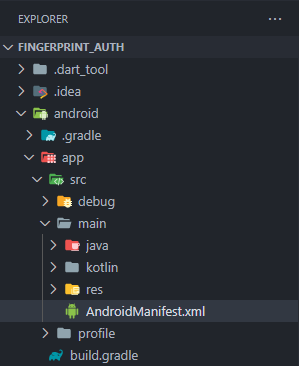 EXPLORER
FINGERPRINT_AUTH
.dart_tool
.idea
android
.gradle
app
src
debug
main
java
kotlin
res
AndroidManifest.xml
profile
build.gradle